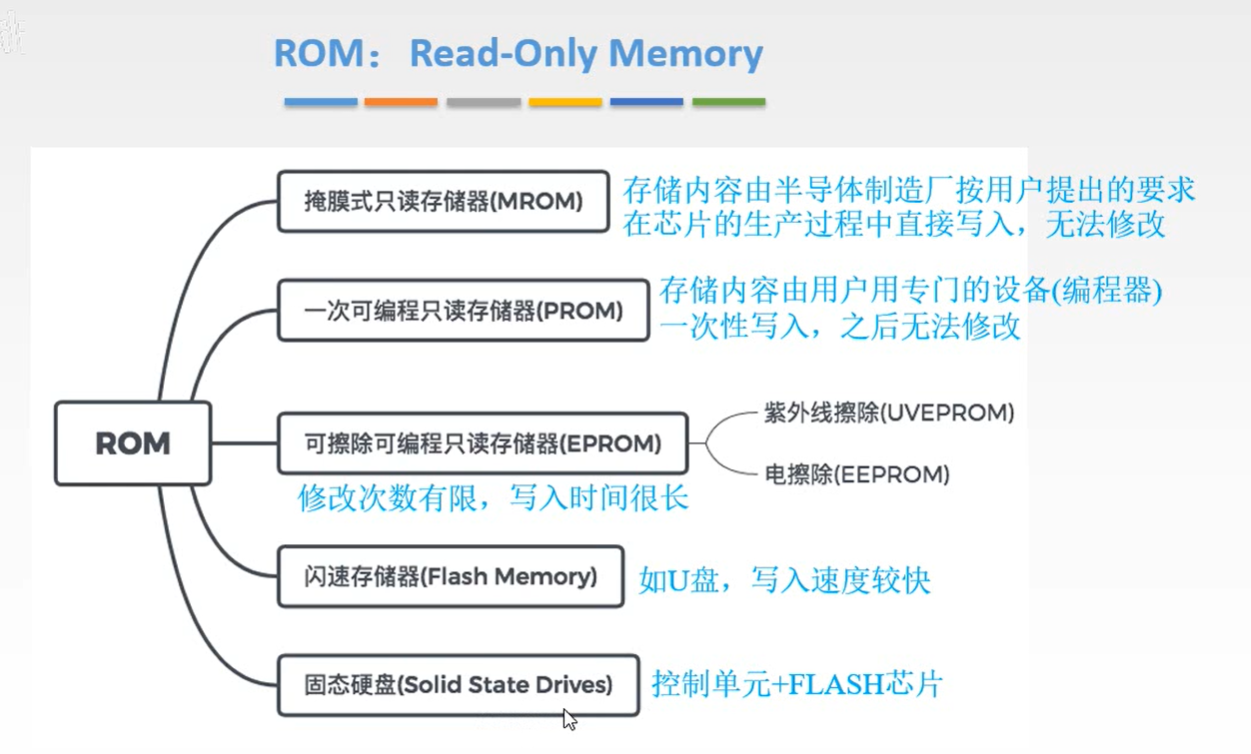 ROM：Read-Only Memory
掩膜式只读存储器(MROM)
存储内容由半导体制造厂按用户提出的要求
在芯片的生产过程中直接写入，无法修改
一次可编程只读存储器(PROM)
存储内容由用户用专门的设备(编程器)
一次性写入，之后无法修改
ROM
可擦除可编程只读存储器(EPROM)
紫外线擦除(UVEPROM)
电擦除(EEPROM)
修改次数有限，写入时间很长
闪速存储器(Flash Memory)
如U盘，写入速度较快
固态硬盘(Solid State Drives)
控制单元+FLASH芯片